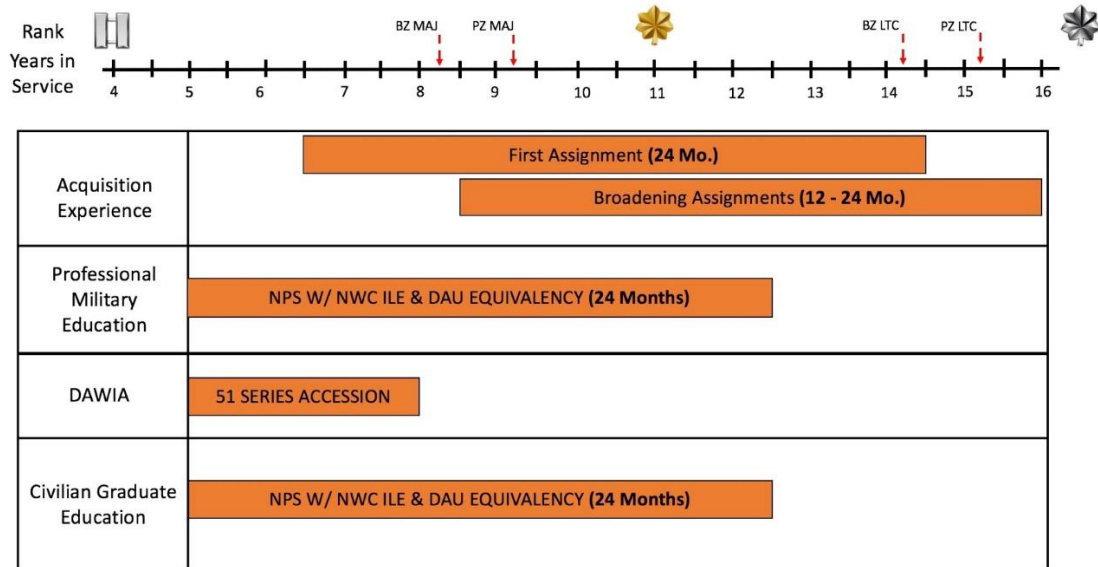 Rank
BZ MAJ
PZ MAJ
BZ LTC
PZ LTC
Years in
Service
4 5 6 7 8 9 10 11 12 13 14 15 16
Acquisition
Experience
First Assignment (24 Mo.)
Broadening Assignments (12 - 24 Mo.)
Professional
Military
Education
NPS W/ NWC ILE & DAU EQUIVALENCY (24 Months)
DAWIA
51 SERIES ACCESSION
Civilian Graduate
Education
NPS W/ NWC ILE & DAU EQUIVALENCY (24 Months)